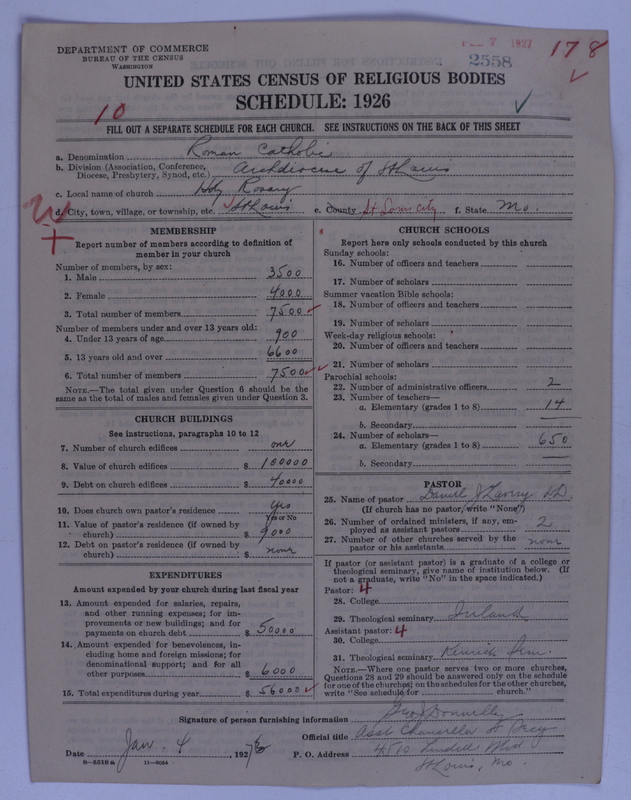 DEPARTMENT OF COMMERCE
BUREAU OF THE CENSUS
WASHINGTON
FEB 7 1927
2558
178
UNITED STATES CENSUS OF RELIGIOUS BODIES
SCHEDULE: 1926
10
FILL OUT A SEPARATE SCHEDULE FOR EACH CHURCH. SEE INSTRUCTIONS ON THE BACK OF THIS SHEET
a. Denomination Roman Catholic
b. Division (Association, Conference, Diocese, Presbytery, Synod, etc.) Archdiocese of St Louis
c. Local name of church Holy Rosary
d. City, town, village, or township, etc. St Louis e. County St Louis City f. State Mo.
MEMBERSHIP
Report number of members according to definition of
member in your church
Number of members, by sex:
1. Male 3500
2. Female 4000
3. Total number of members 7500
Number of members under and over 13 years old:
4. Under 13 years of age 900
5. 13 years old and over 6600
6. Total number of members 7500
NOTE.—The total given under Question 6 should be the
same as the total of males and females given under Question 3.
CHURCH BUILDINGS
See instructions, paragraphs 10 to 12
7. Number of church edifices one
8. Value of church edifices $ 100000
9. Debt on church edifices $ 40000
10. Does church own pastor's residence yes
Yes or No
11. Value of pastor's residence (if owned by
church) $ 9000
12. Debt on pastor's residence (if owned by
church) $ none
EXPENDITURES
Amount expended by your church during last fiscal year
13. Amount expended for salaries, repairs,
and other running expenses; for im-
provements or new buildings; and for
payments on church debt $ 50000
14. Amount expended for benevolences, in-
cluding home and foreign missions; for
denominational support; and for all
other purposes $ 6000
15. Total expenditures during year $ 56000
CHURCH SCHOOLS
Report here only schools conducted by this church
Sunday schools:
16. Number of officers and teachers
17. Number of scholars
Summer vacation Bible schools:
18. Number of officers and teachers
19. Number of scholars
Week-day religious schools:
20. Number of officers and teachers
21. Number of scholars
Parochial schools:
22. Number of administrative officers 2
23. Number of teachers—
a. Elementary (grades 1 to 8) 14
b. Secondary
24. Number of scholars—
a. Elementary (grades 1 to 8) 650
b. Secondary
PASTOR
25. Name of pastor Daniel J Lavery D.D.
(If church has no pastor, write "None")
26. Number of ordained ministers, if any, em-
ployed as assistant pastors 2
27. Number of other churches served by the
pastor or his assistants none
If pastor (or assistant pastor) is a graduate of a college or
theological seminary, give name of institution below. (If
not a graduate, write "No" in the space indicated.)
Pastor: 4
28. College
29. Theological seminary Ireland
Assistant pastor: 4
30. College
31. Theological seminary Kenrick Sem.
NOTE.—Where one pastor serves two or more churches,
Questions 28 and 29 should be answered only on the schedule
for one of the churches; on the schedules for the other churches,
write "See schedule for church."
Signature of person furnishing information Geo J Donnelly
Official title Asst Chancellor
P. O. Address 4510 Lindell Blvd
St Louis, Mo.
Date Jan. 4 1927
8-5518a 11-9054